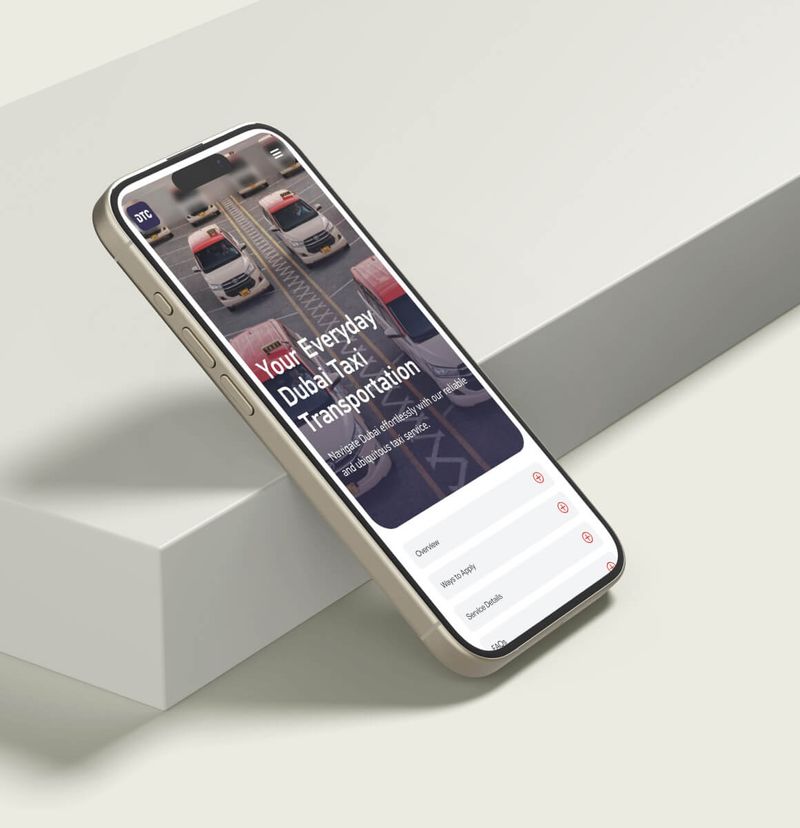 DTC
Your Everyday
Dubai Taxi
Transportation
Navigate Dubai effortlessly with our reliable
and ubiquitous taxi service.
Overview
Ways to Apply
Service Details
FAQs